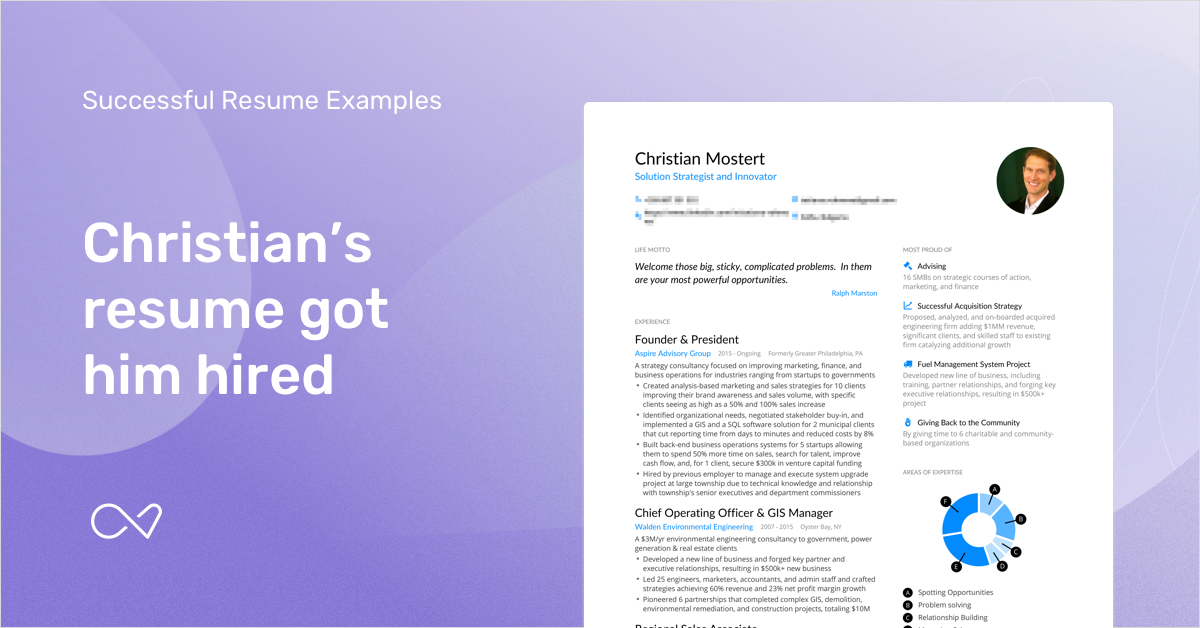 Successful Resume Examples
Christian’s
resume got
him hired
Christian Mostert
Solution Strategist and Innovator
LIFE MOTTO
Welcome those big, sticky, complicated problems.  In them
are your most powerful opportunities.
Ralph Marston
EXPERIENCE
Founder & President
Aspire Advisory Group 2015 - Ongoing Formerly Greater Philadelphia, PA
A strategy consultancy focused on improving marketing, finance, and
business operations for industries ranging from startups to governments
• Created analysis-based marketing and sales strategies for 10 clients
improving their brand awareness and sales volume, with specific
clients seeing as high as a 50% and 100% sales increase
• Identified organizational needs, negotiated stakeholder buy-in, and
implemented a GIS and a SQL software solution for 2 municipal clients
that cut reporting time from days to minutes and reduced costs by 8%
• Built back-end business operations systems for 5 startups allowing
them to spend 50% more time on sales, search for talent, improve
cash flow, and, for 1 client, secure $300k in venture capital funding
• Hired by previous employer to manage and execute system upgrade
project at large township due to technical knowledge and relationship
with township’s senior executives and department commissioners
Chief Operating Officer & GIS Manager
Walden Environmental Engineering 2007 - 2015 Oyster Bay, NY
A $3M/yr environmental engineering consultancy to government, power
generation & real estate clients
• Developed a new line of business and forged key partner and
executive relationships, resulting in $500k+ new business
• Led 25 engineers, marketers, accountants, and admin staff and crafted
strategies achieving 60% revenue and 23% net profit margin growth
• Pioneered 6 partnerships that completed complex GIS, demolition,
environmental remediation, and construction projects, totaling $10M
Regional Sales Associate
MOST PROUD OF
Advising
16 SMBs on strategic courses of action,
marketing, and finance
Successful Acquisition Strategy
Proposed, analyzed, and on-boarded acquired
engineering firm adding $1MM revenue,
significant clients, and skilled staff to existing
firm catalyzing additional growth
Fuel Management System Project
Developed new line of business, including
training, partner relationships, and forging key
executive relationships, resulting in $500k+
project
Giving Back to the Community
By giving time to 6 charitable and community-
based organizations
AREAS OF EXPERTISE
A
F
B
C
D
E
A Spotting Opportunities
B Problem solving
C Relationship Building